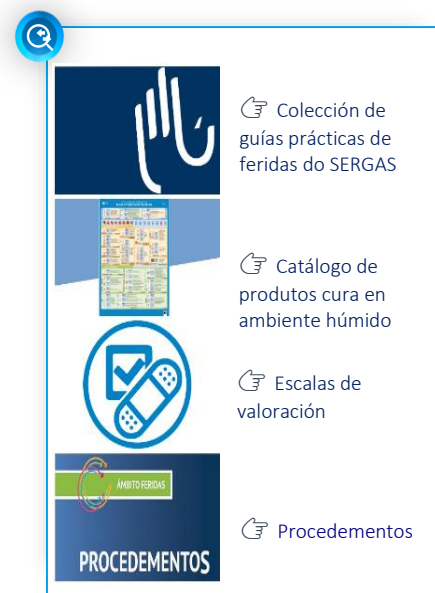 ☞ Colección de
guías prácticas de
feridas do SERGAS
☞ Catálogo de
produtos cura en
ambiente húmido
☞ Escalas de
valoración
ÁMBITO FERIDAS
PROCEDEMENTOS
☞ Procedementos